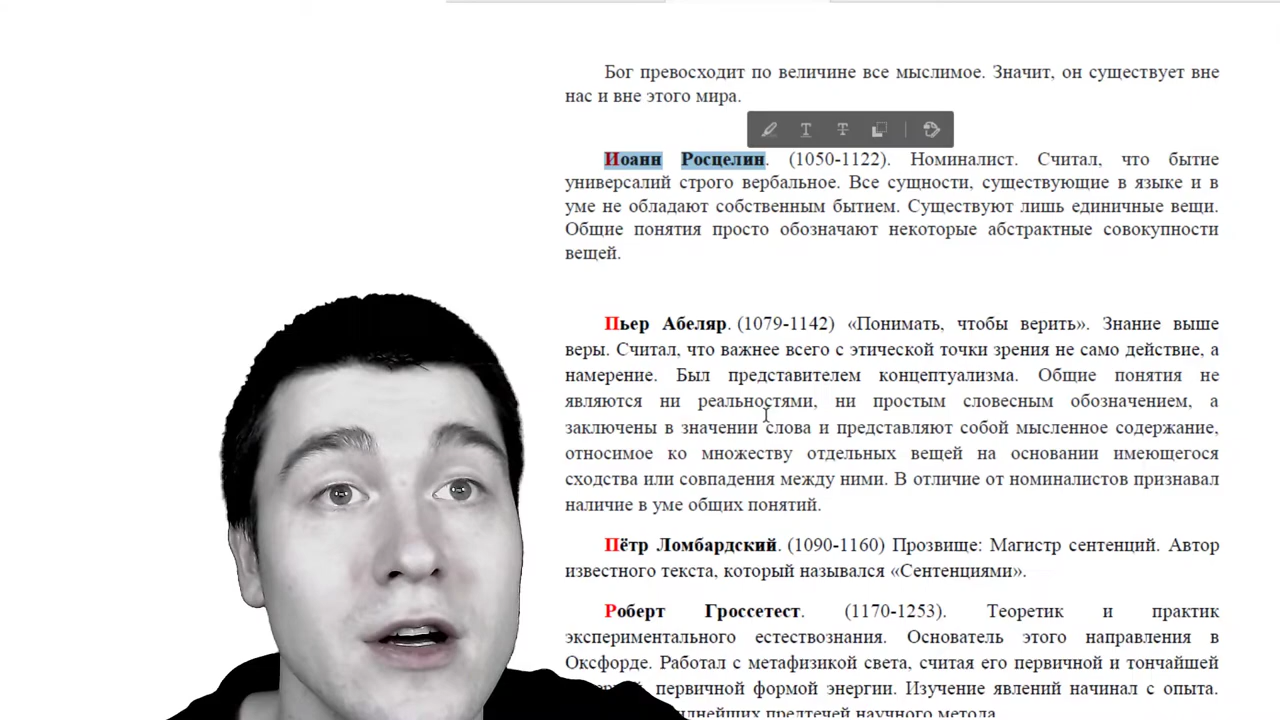 Бог превосходит по величине все мыслимое. Значит, он существует вне
нас и вне этого мира.
Иоанн Росцелин. (1050-1122). Номиналист. Считал, что бытие
универсалий строго вербальное. Все сущности, существующие в языке и в
уме не обладают собственным бытием. Существуют лишь единичные вещи.
Общие понятия просто обозначают некоторые абстрактные совокупности
вещей.
Пьер Абеляр. (1079-1142) «Понимать, чтобы верить». Знание выше
веры. Считал, что важнее всего с этической точки зрения не само действие, а
намерение. Был представителем концептуализма. Общие понятия не
являются ни реальностями, ни простым словесным обозначением, а
заключены в значении слова и представляют собой мысленное содержание,
относимое ко множеству отдельных вещей на основании имеющегося
сходства или совпадения между ними. В отличие от номиналистов признавал
наличие в уме общих понятий.
Пётр Ломбардский. (1090-1160) Прозвище: Магистр сентенций. Автор
известного текста, который назывался «Сентенциями».
Роберт Гроссетест. (1170-1253). Теоретик и практик
экспериментального естествознания. Основатель этого направления в
Оксфорде. Работал с метафизикой света, считая его первичной и тончайшей
первичной формой энергии. Изучение явлений начинал с опыта.
предтечей научного метода.